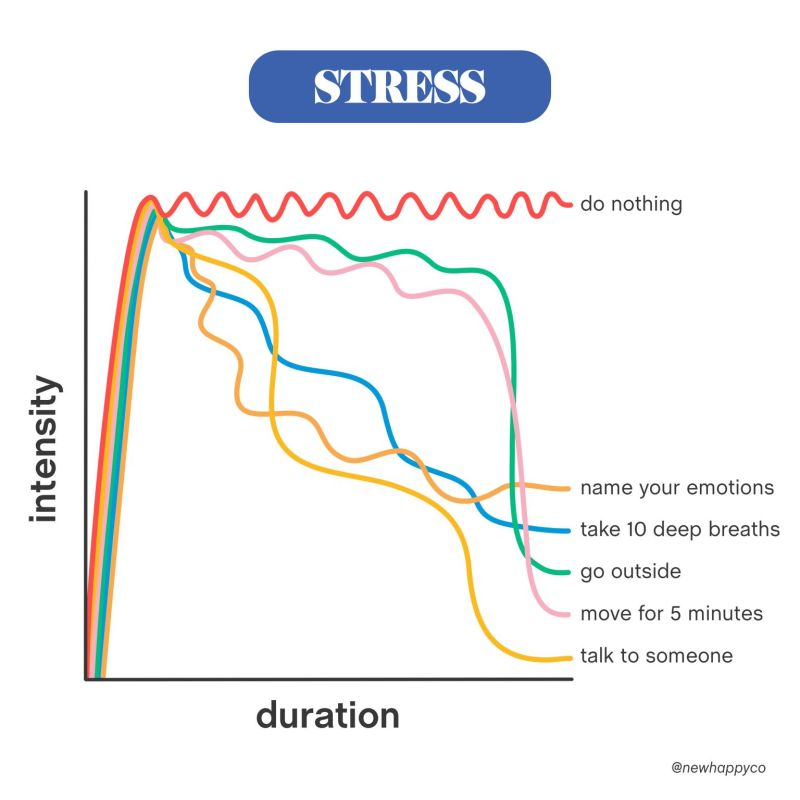 STRESS
do nothing
intensity
name your emotions
take 10 deep breaths
go outside
move for 5 minutes
talk to someone
duration
@newhappyco